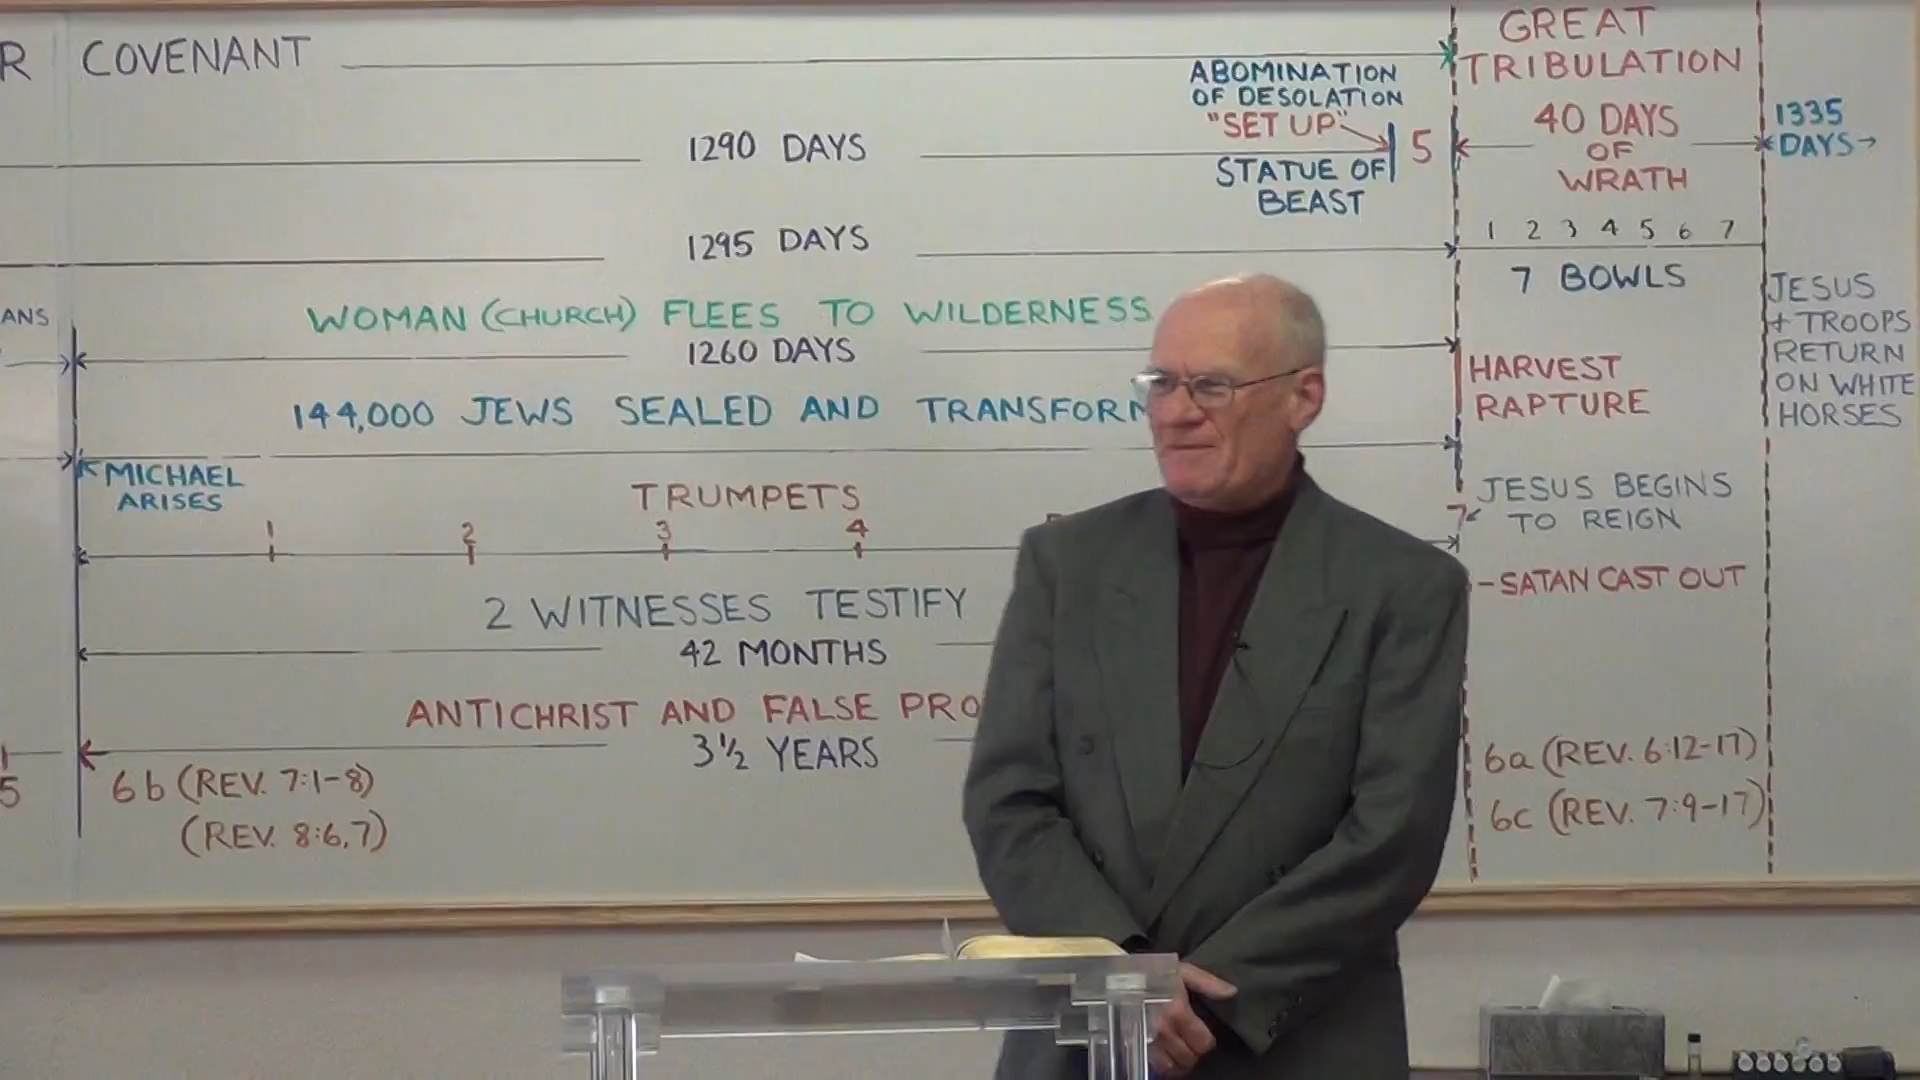 R COVENANT
GREAT
TRIBULATION
ABOMINATION
OF DESOLATION
"SET UP"
STATUE OF
BEAST
1290 DAYS
5
40 DAYS
OF
WRATH
1335
DAYS
1295 DAYS
1 2 3 4 5 6 7
7 BOWLS
JESUS
+ TROOPS
RETURN
ON WHITE
HORSES
ANS
WOMAN (CHURCH) FLEES TO WILDERNESS
1260 DAYS
HARVEST
RAPTURE
144,000 JEWS SEALED AND TRANSFORM
MICHAEL
ARISES
TRUMPETS
1 2 3 4
7
JESUS BEGINS
TO REIGN
2 WITNESSES TESTIFY
-SATAN CAST OUT
42 MONTHS
ANTICHRIST AND FALSE PRO
3½ YEARS
5
6b (REV. 7:1-8)
(REV. 8:6,7)
6a (REV. 6:12-17)
6c (REV. 7:9-17)